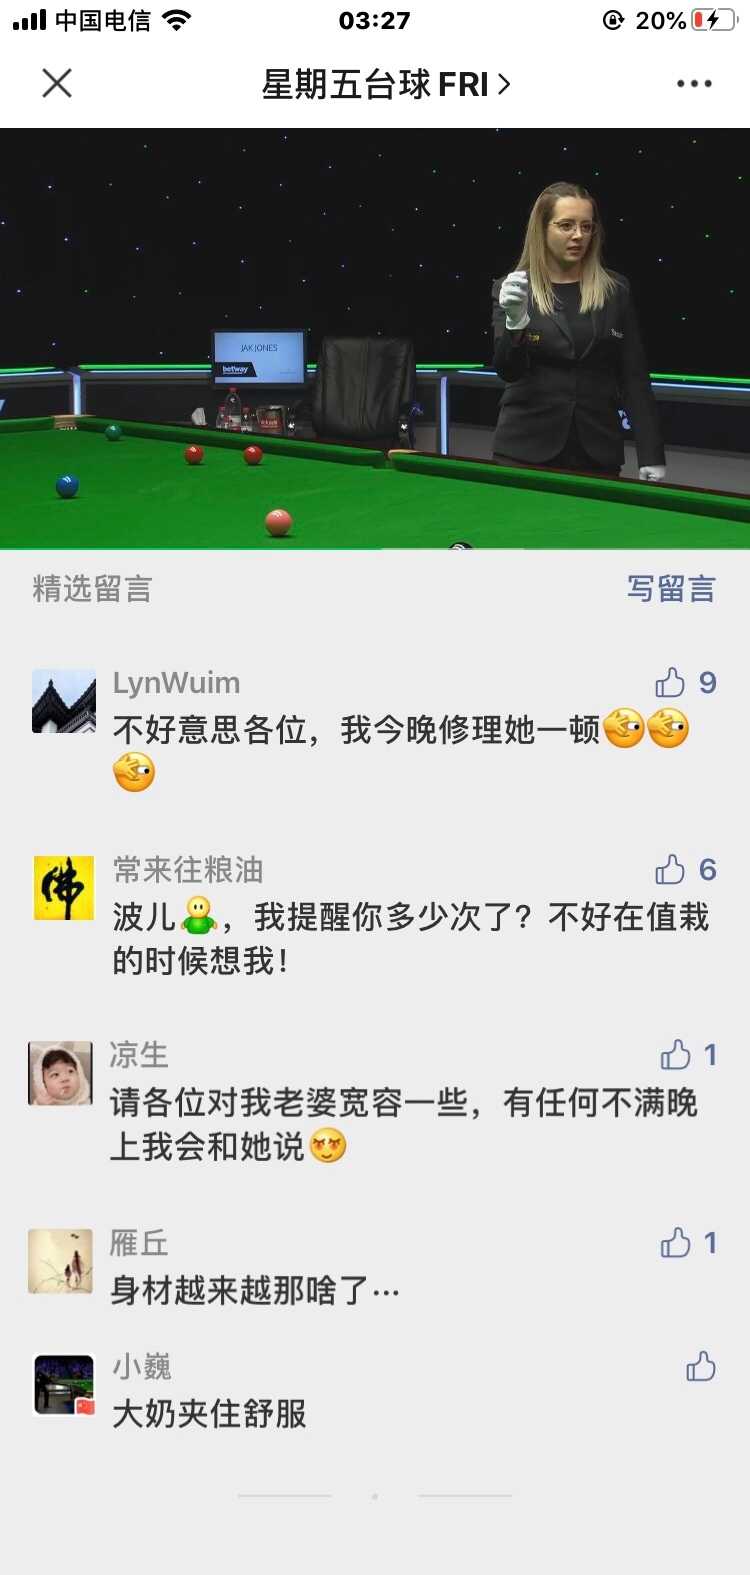 中国电信
03:27
20%
星期五台球FRI
JAK JONES
betway
精选留言
写留言
LynWuim
9
不好意思各位，我今晚修理她一顿
常来往粮油
6
波儿，我提醒你多少次了？不好在值栽
的时候想我！
凉生
1
请各位对我老婆宽容一些，有任何不满晚
上我会和她说
雁丘
1
身材越来越那啥了…
小巍
大奶夹住舒服